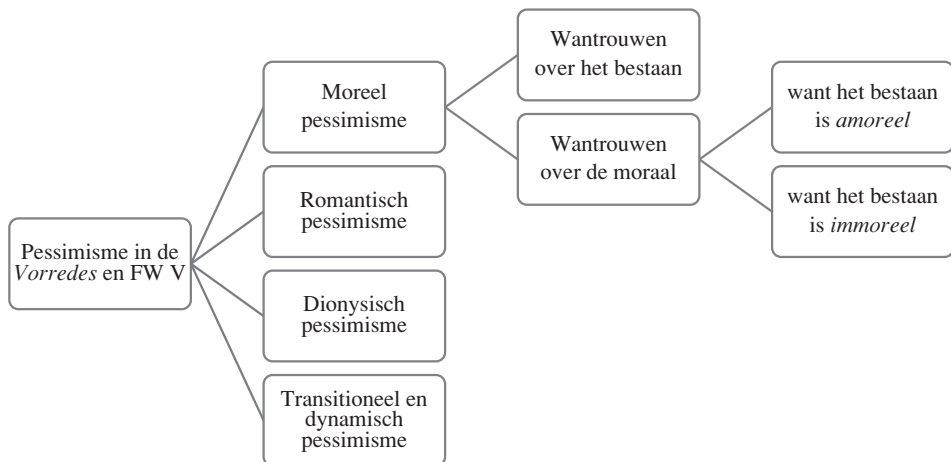 Pessimisme in de
Vorredes en FW V
Moreel
pessimisme
Romantisch
pessimisme
Dionysisch
pessimisme
Transitioneel en
dynamisch
pessimisme
Wantrouwen
over het bestaan
Wantrouwen
over de moraal
want het bestaan
is amoreel
want het bestaan
is immoreel